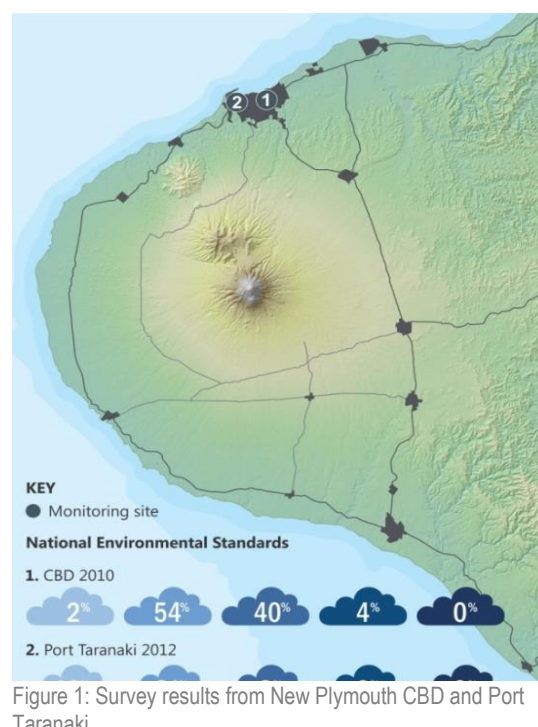 2
1
KEY
Monitoring site
National Environmental Standards
1. CBD 2010
2% 54% 40% 4% 0%
2. Port Taranaki 2012
Figure 1: Survey results from New Plymouth CBD and Port
Taranaki